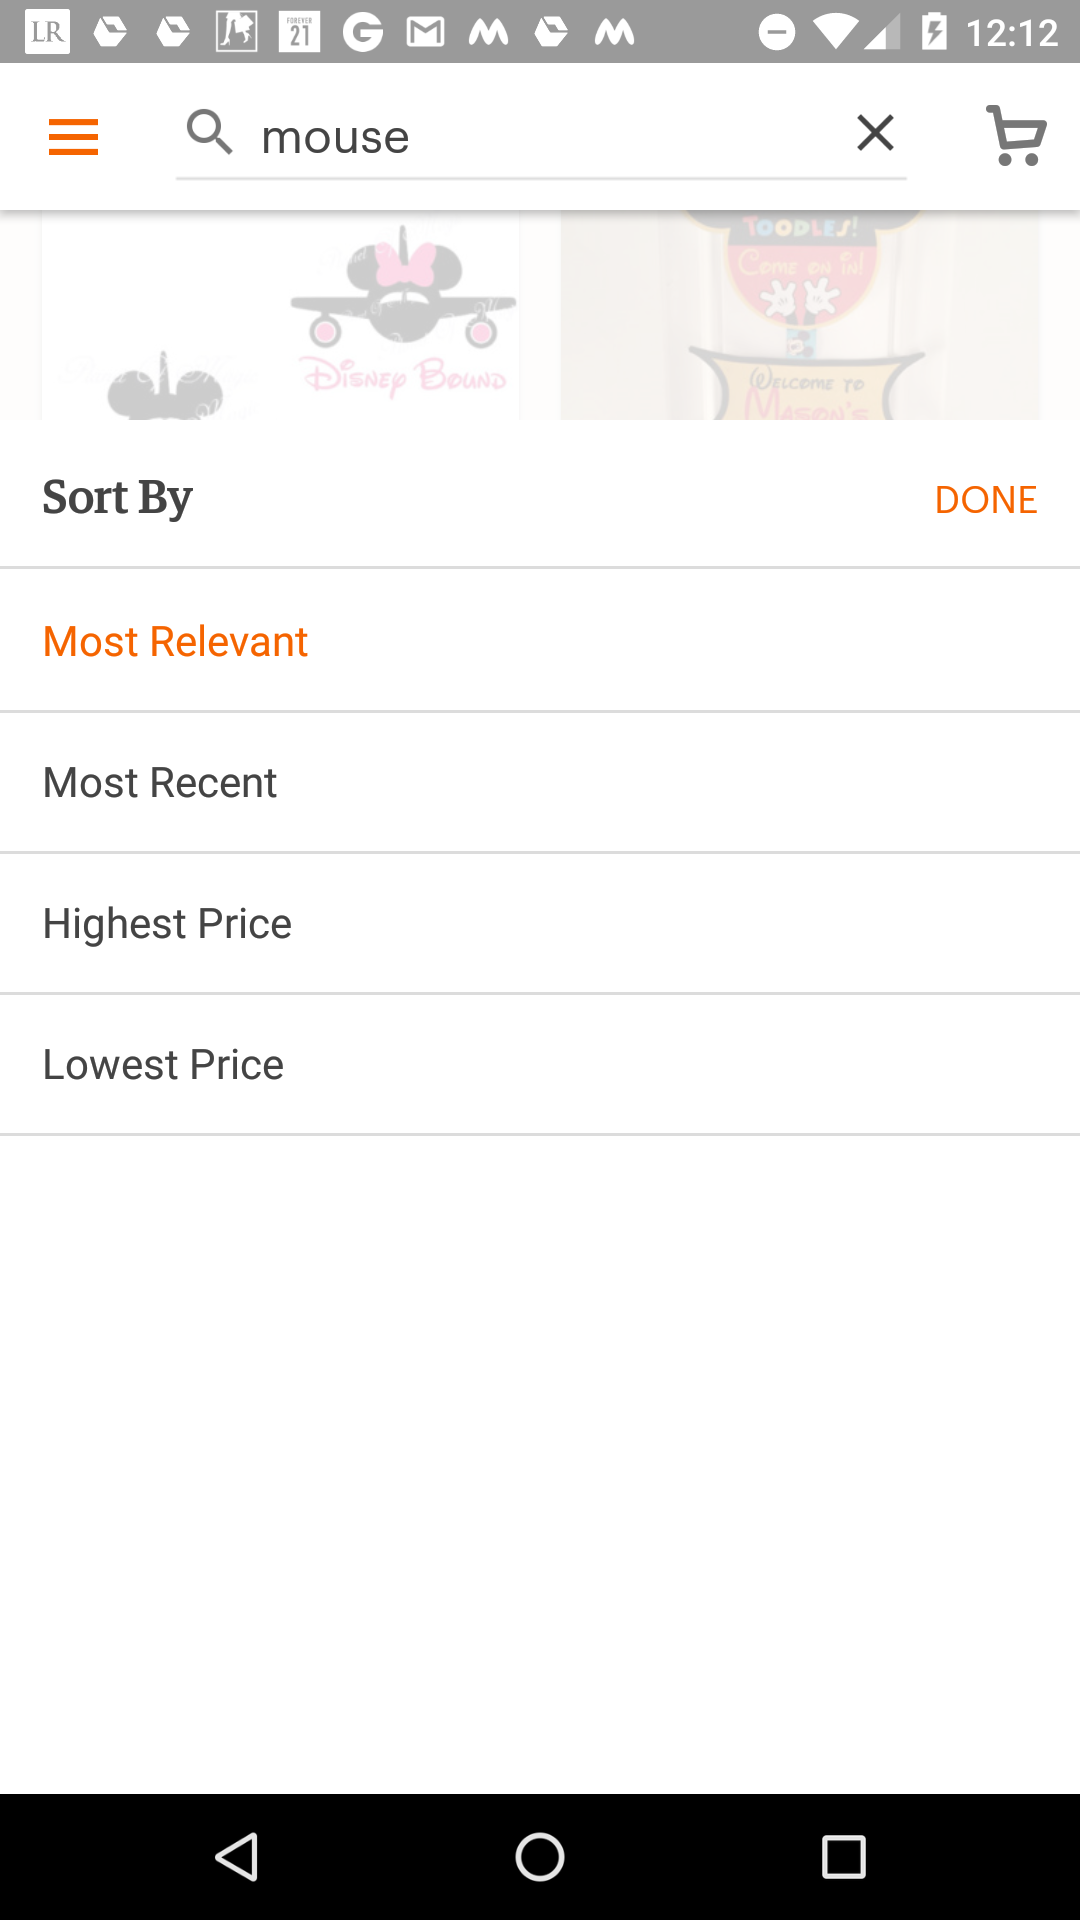 LR
FOREVER
21
12:12
mouse
TOODLES!
COME ON IN!
DISNEY BOUND
WELCOME TO
MASON'S
Sort By
DONE
Most Relevant
Most Recent
Highest Price
Lowest Price